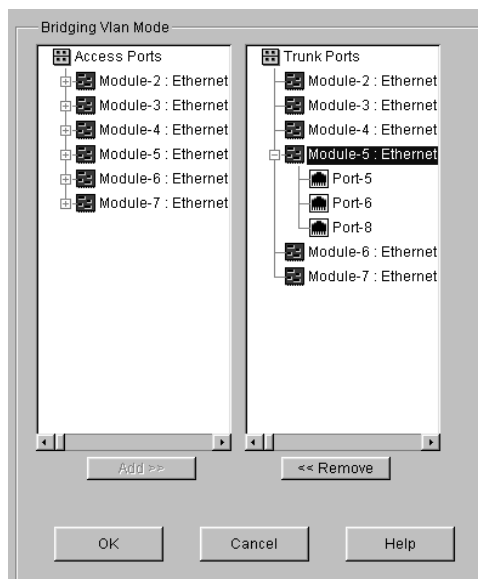 Bridging Vlan Mode
Access Ports
Module-2 : Ethernet
Module-3 : Ethernet
Module-4 : Ethernet
Module-5 : Ethernet
Module-6 : Ethernet
Module-7 : Ethernet
Add >>
Trunk Ports
Module-2 : Ethernet
Module-3 : Ethernet
Module-4 : Ethernet
Module-5 : Ethernet
Port-5
Port-6
Port-8
Module-6 : Ethernet
Module-7 : Ethernet
<< Remove
OK
Cancel
Help